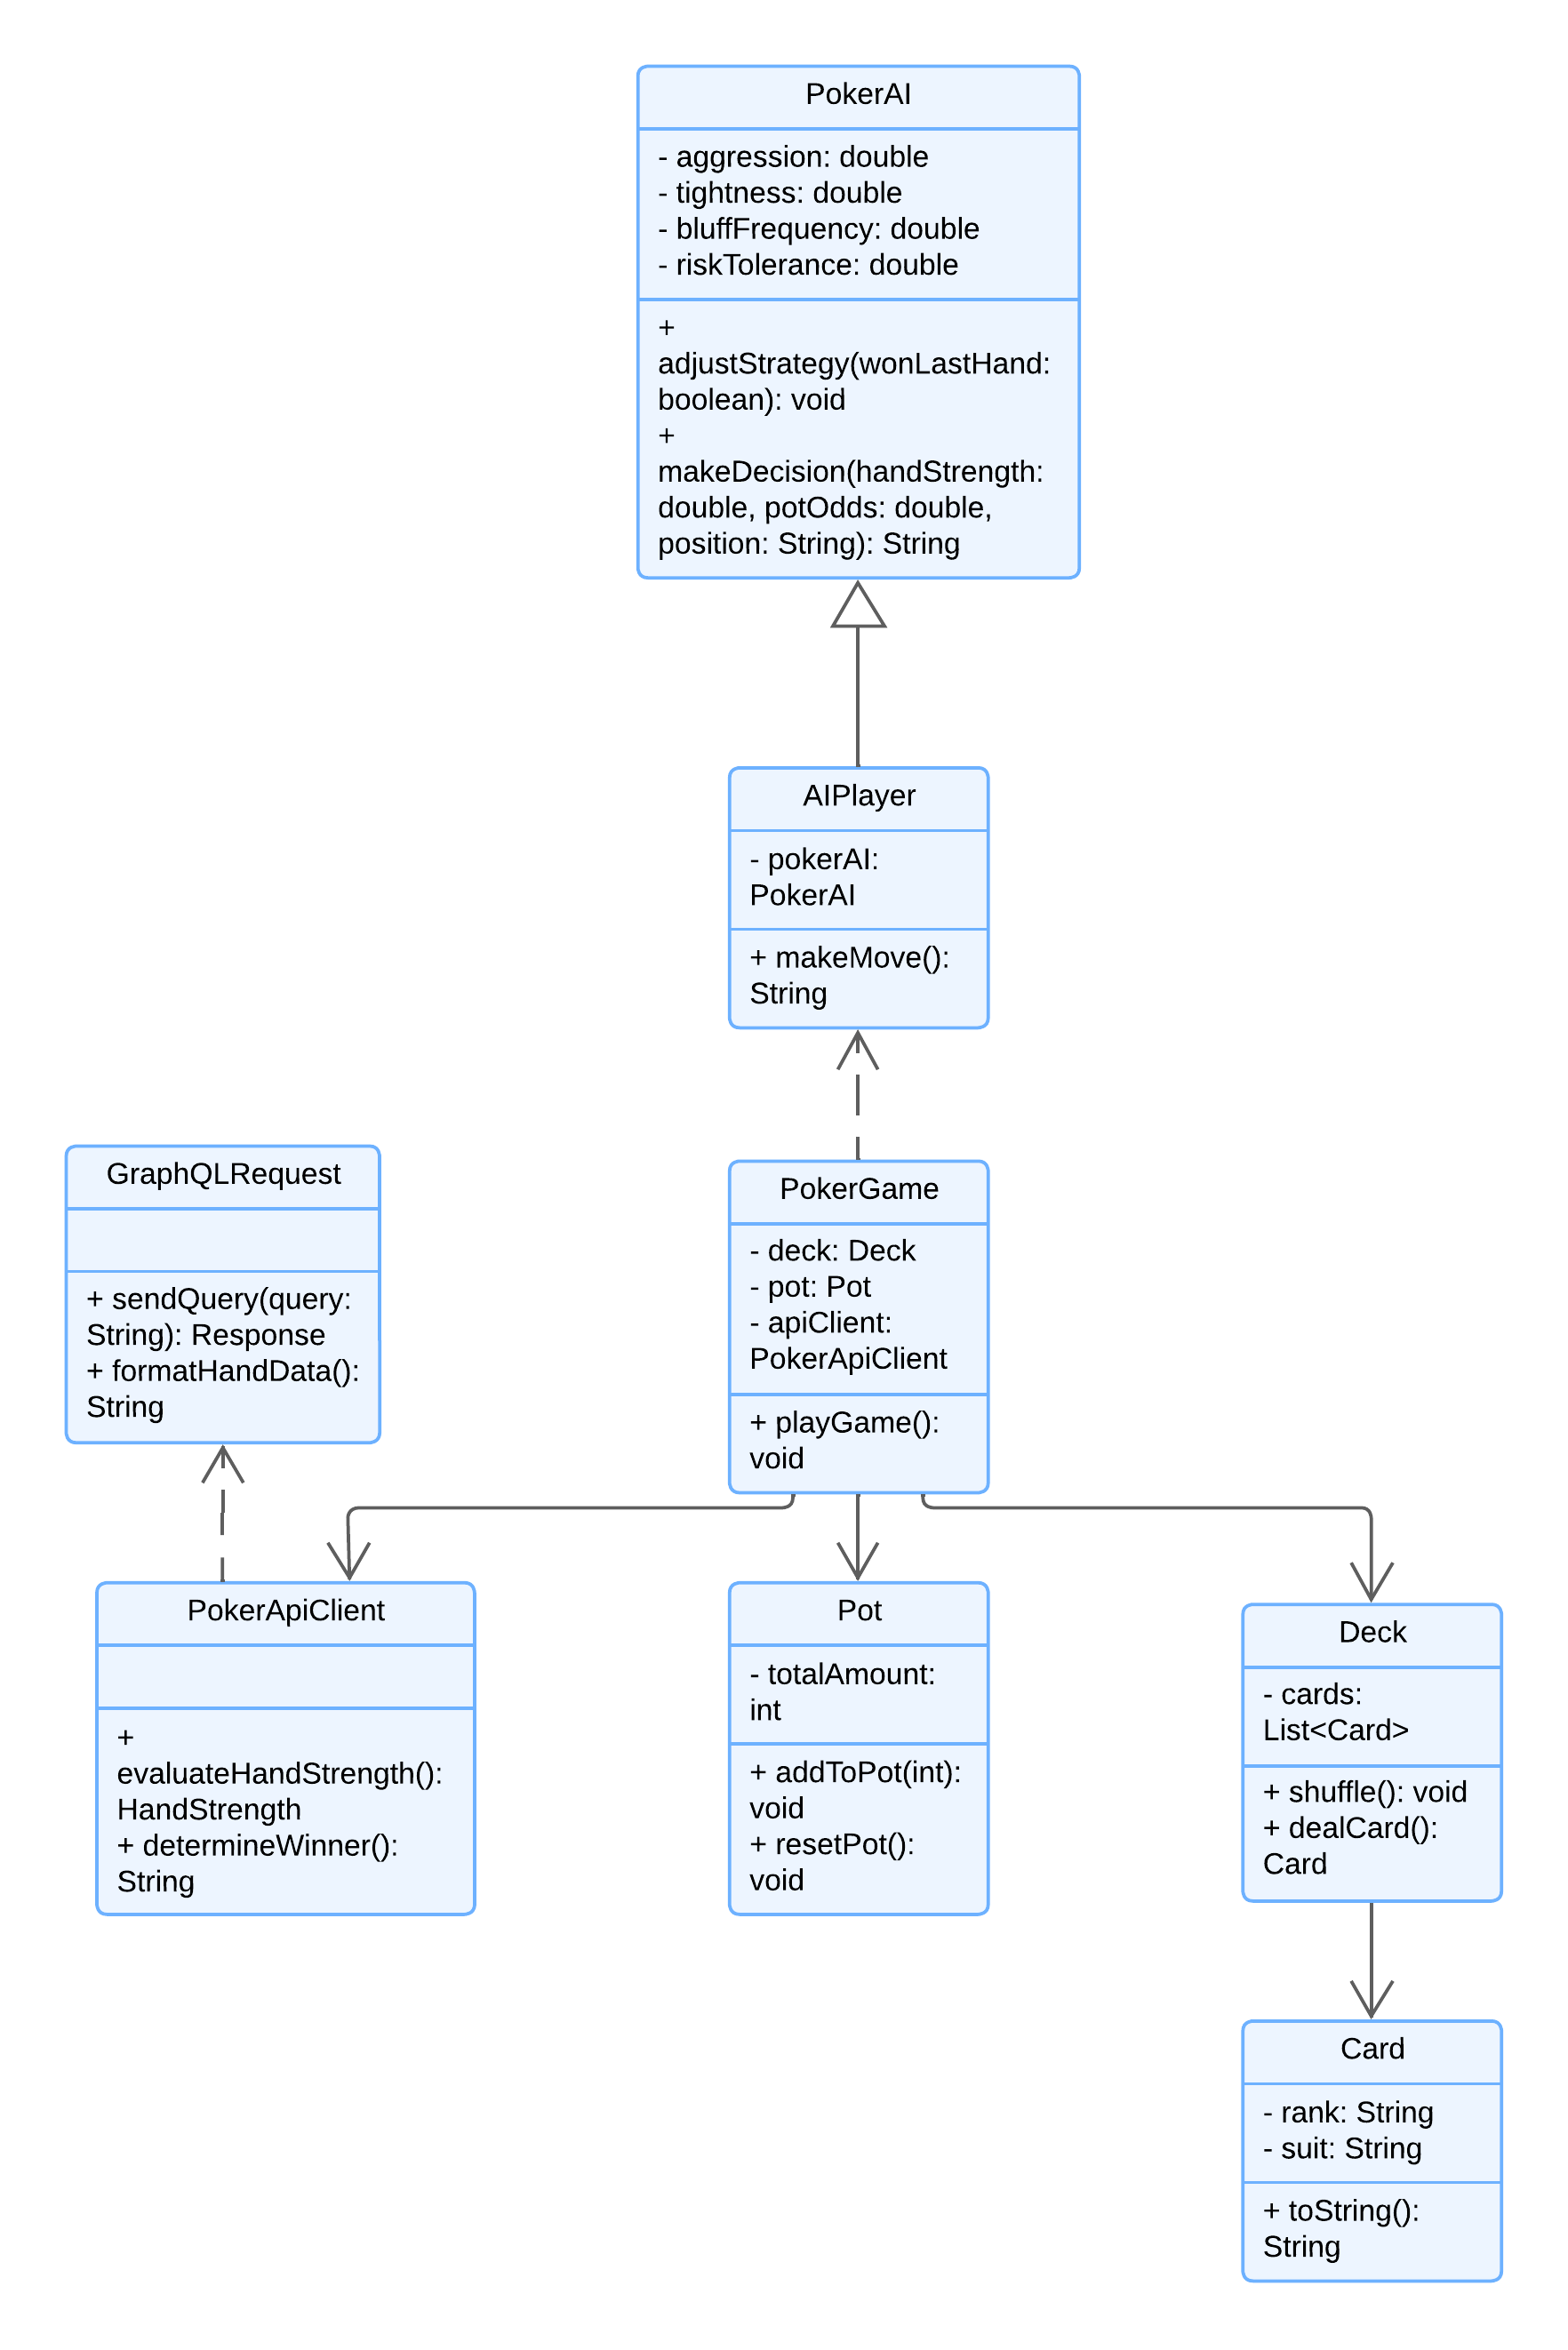 PokerAI
- aggression: double
- tightness: double
- bluffFrequency: double
- riskTolerance: double
+
adjustStrategy(wonLastHand:
boolean): void
+
makeDecision(handStrength:
double, potOdds: double,
position: String): String
AIPlayer
- pokerAI:
PokerAI
+ makeMove():
String
GraphQLRequest
+ sendQuery(query:
String): Response
+ formatHandData():
String
PokerGame
- deck: Deck
- pot: Pot
- apiClient:
PokerApiClient
+ playGame():
void
PokerApiClient
+
evaluateHandStrength():
HandStrength
+ determineWinner():
String
Pot
- totalAmount:
int
+ addToPot(int):
void
+ resetPot():
void
Deck
- cards:
List<Card>
+ shuffle(): void
+ dealCard():
Card
Card
- rank: String
- suit: String
+ toString():
String